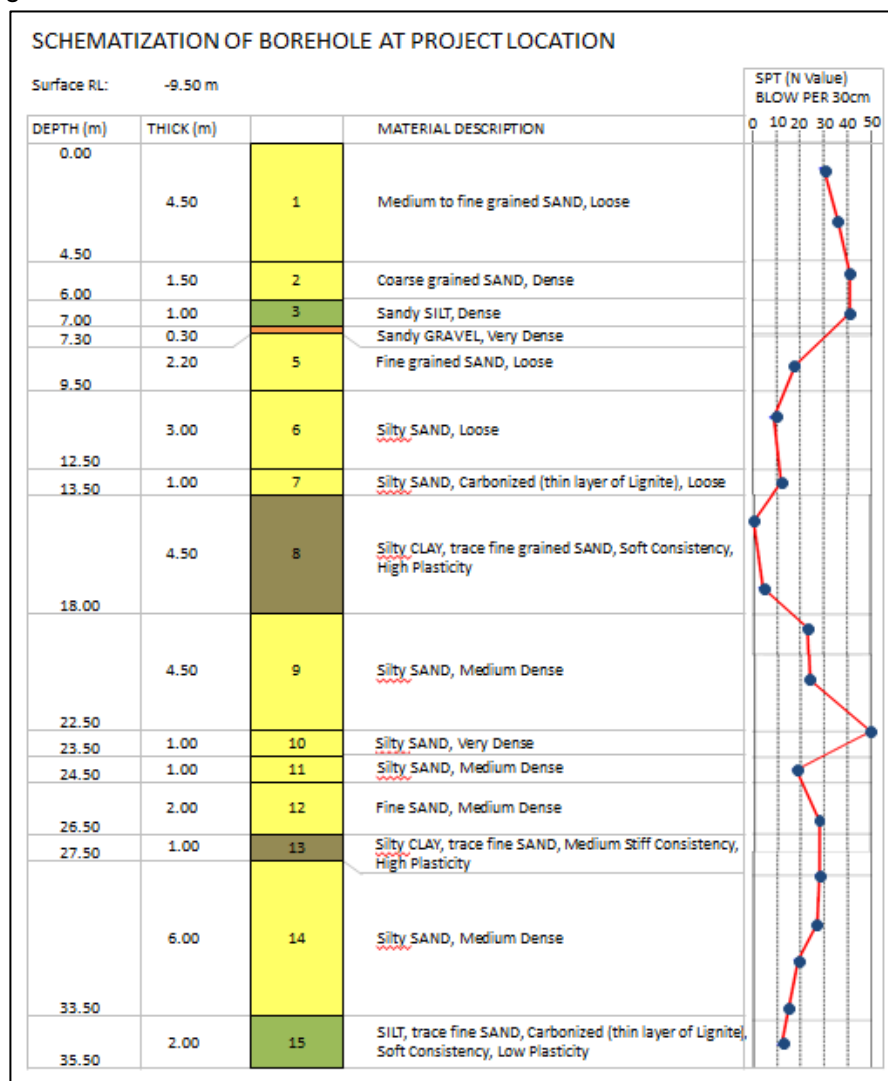 SCHEMATIZATION OF BOREHOLE AT PROJECT LOCATION
Surface RL: -9.50 m
SPT (N Value)
BLOW PER 30cm
DEPTH (m) THICK (m) MATERIAL DESCRIPTION 0 10 20 30 40 50
0.00
4.50 1 Medium to fine grained SAND, Loose
4.50
1.50 2 Coarse grained SAND, Dense
6.00
1.00 3 Sandy SILT, Dense
7.00
0.30 Sandy GRAVEL, Very Dense
7.30
2.20 5 Fine grained SAND, Loose
9.50
3.00 6 Silty SAND, Loose
12.50
1.00 7 Silty SAND, Carbonized (thin layer of Lignite), Loose
13.50
4.50 8 Silty CLAY, trace fine grained SAND, Soft Consistency,
High Plasticity
18.00
4.50 9 Silty SAND, Medium Dense
22.50
1.00 10 Silty SAND, Very Dense
23.50
1.00 11 Silty SAND, Medium Dense
24.50
2.00 12 Fine SAND, Medium Dense
26.50
1.00 13 Silty CLAY, trace fine SAND, Medium Stiff Consistency,
27.50 High Plasticity
6.00 14 Silty SAND, Medium Dense
33.50
2.00 15 SILT, trace fine SAND, Carbonized (thin layer of Lignite),
Soft Consistency, Low Plasticity
35.50